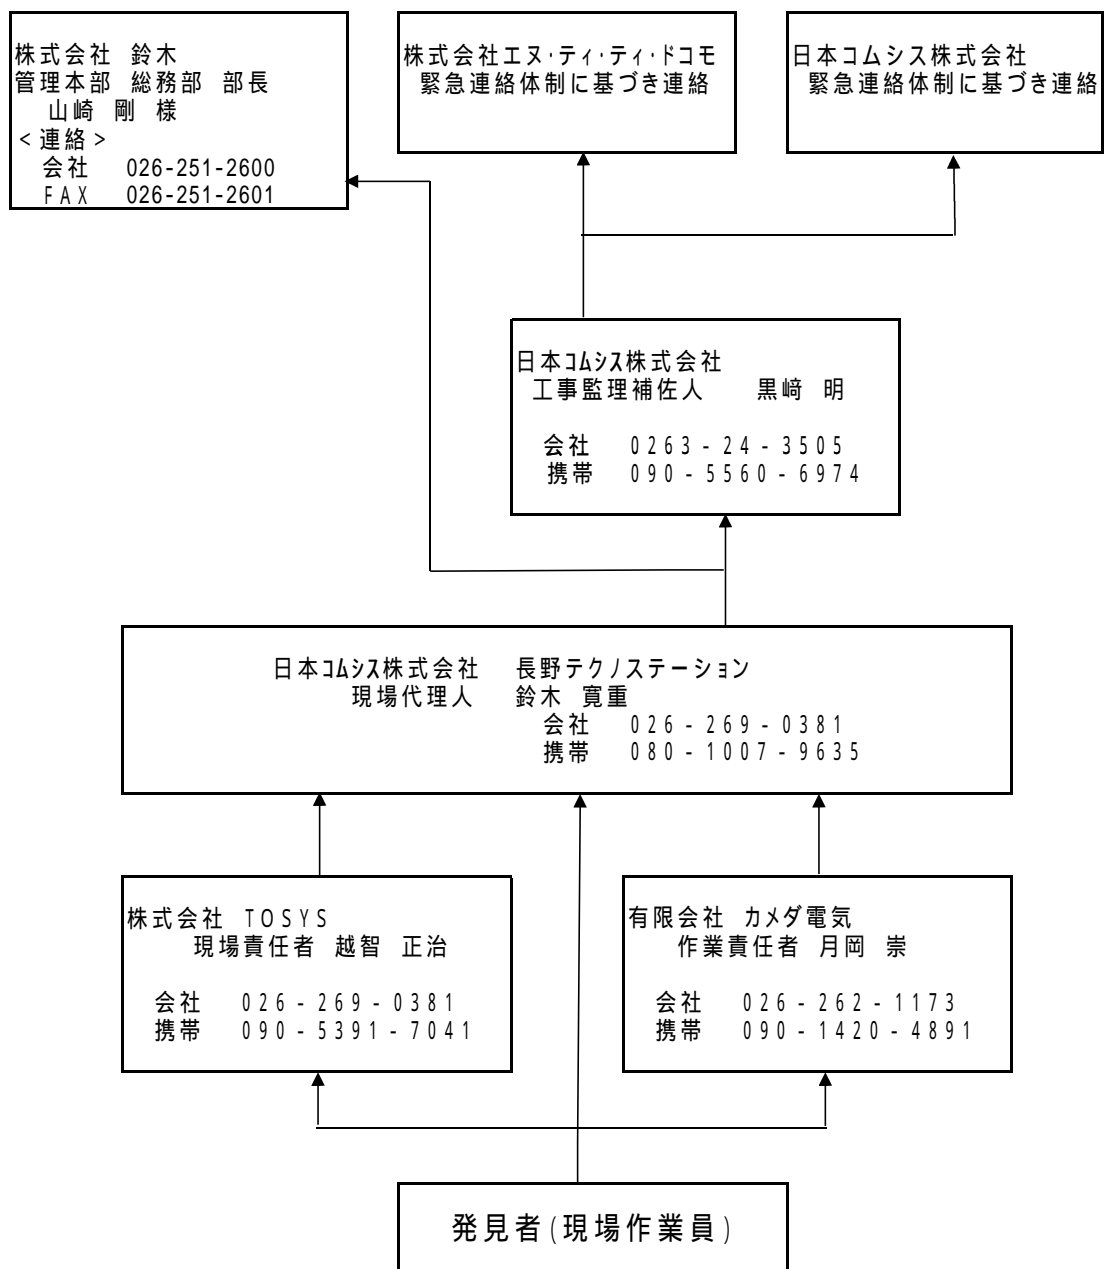 株式会社 鈴木
管理本部 総務部 部長
山崎 剛 様
<連絡>
会社 026-251-2600
FAX 026-251-2601
株式会社エヌ・ティ・ティ・ドコモ
緊急連絡体制に基づき連絡
日本コムシス株式会社
緊急連絡体制に基づき連絡
日本コムシス株式会社
工事監理補佐人 黒﨑 明
会社 0263-24-3505
携帯 090-5560-6974
日本コムシス株式会社 長野テクノステーション
現場代理人 鈴木 寛重
会社 026-269-0381
携帯 080-1007-9635
株式会社 TOSYS
現場責任者 越智 正治
会社 026-269-0381
携帯 090-5391-7041
有限会社 カメダ電気
作業責任者 月岡 崇
会社 026-262-1173
携帯 090-1420-4891
発見者(現場作業員)